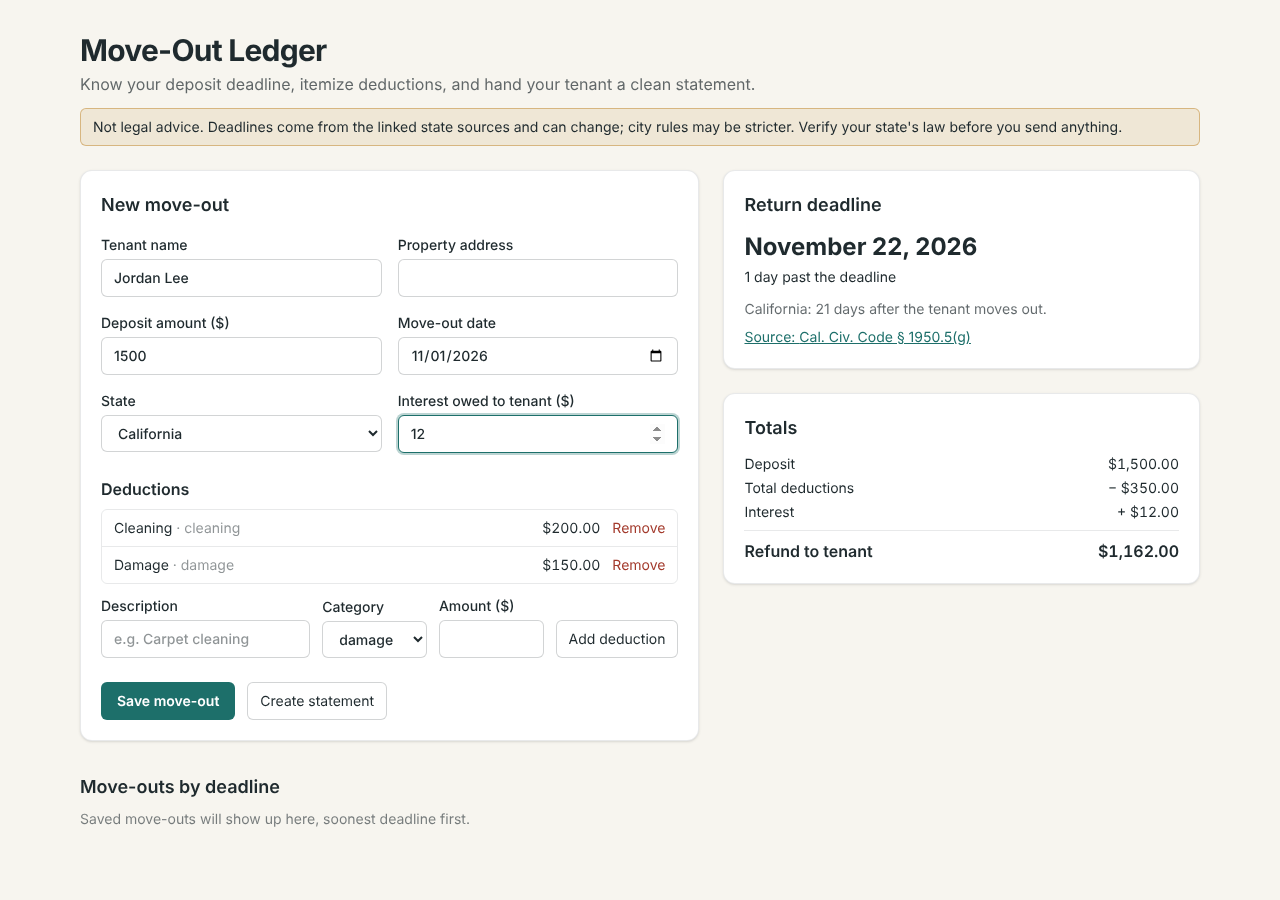 Move-Out Ledger
Know your deposit deadline, itemize deductions, and hand your tenant a clean statement.
Not legal advice. Deadlines come from the linked state sources and can change; city rules may be stricter. Verify your state's law before you send anything.
New move-out
Tenant name
Property address
Jordan Lee
Deposit amount ($)
Move-out date
1500
11/01/2026
State
Interest owed to tenant ($)
California
12
Deductions
Cleaning · cleaning $200.00 Remove
Damage · damage $150.00 Remove
Description
Category
Amount ($)
e.g. Carpet cleaning
damage
Add deduction
Save move-out
Create statement
Return deadline
November 22, 2026
1 day past the deadline
California: 21 days after the tenant moves out.
Source: Cal. Civ. Code § 1950.5(g)
Totals
Deposit $1,500.00
Total deductions − $350.00
Interest + $12.00
Refund to tenant $1,162.00
Move-outs by deadline
Saved move-outs will show up here, soonest deadline first.